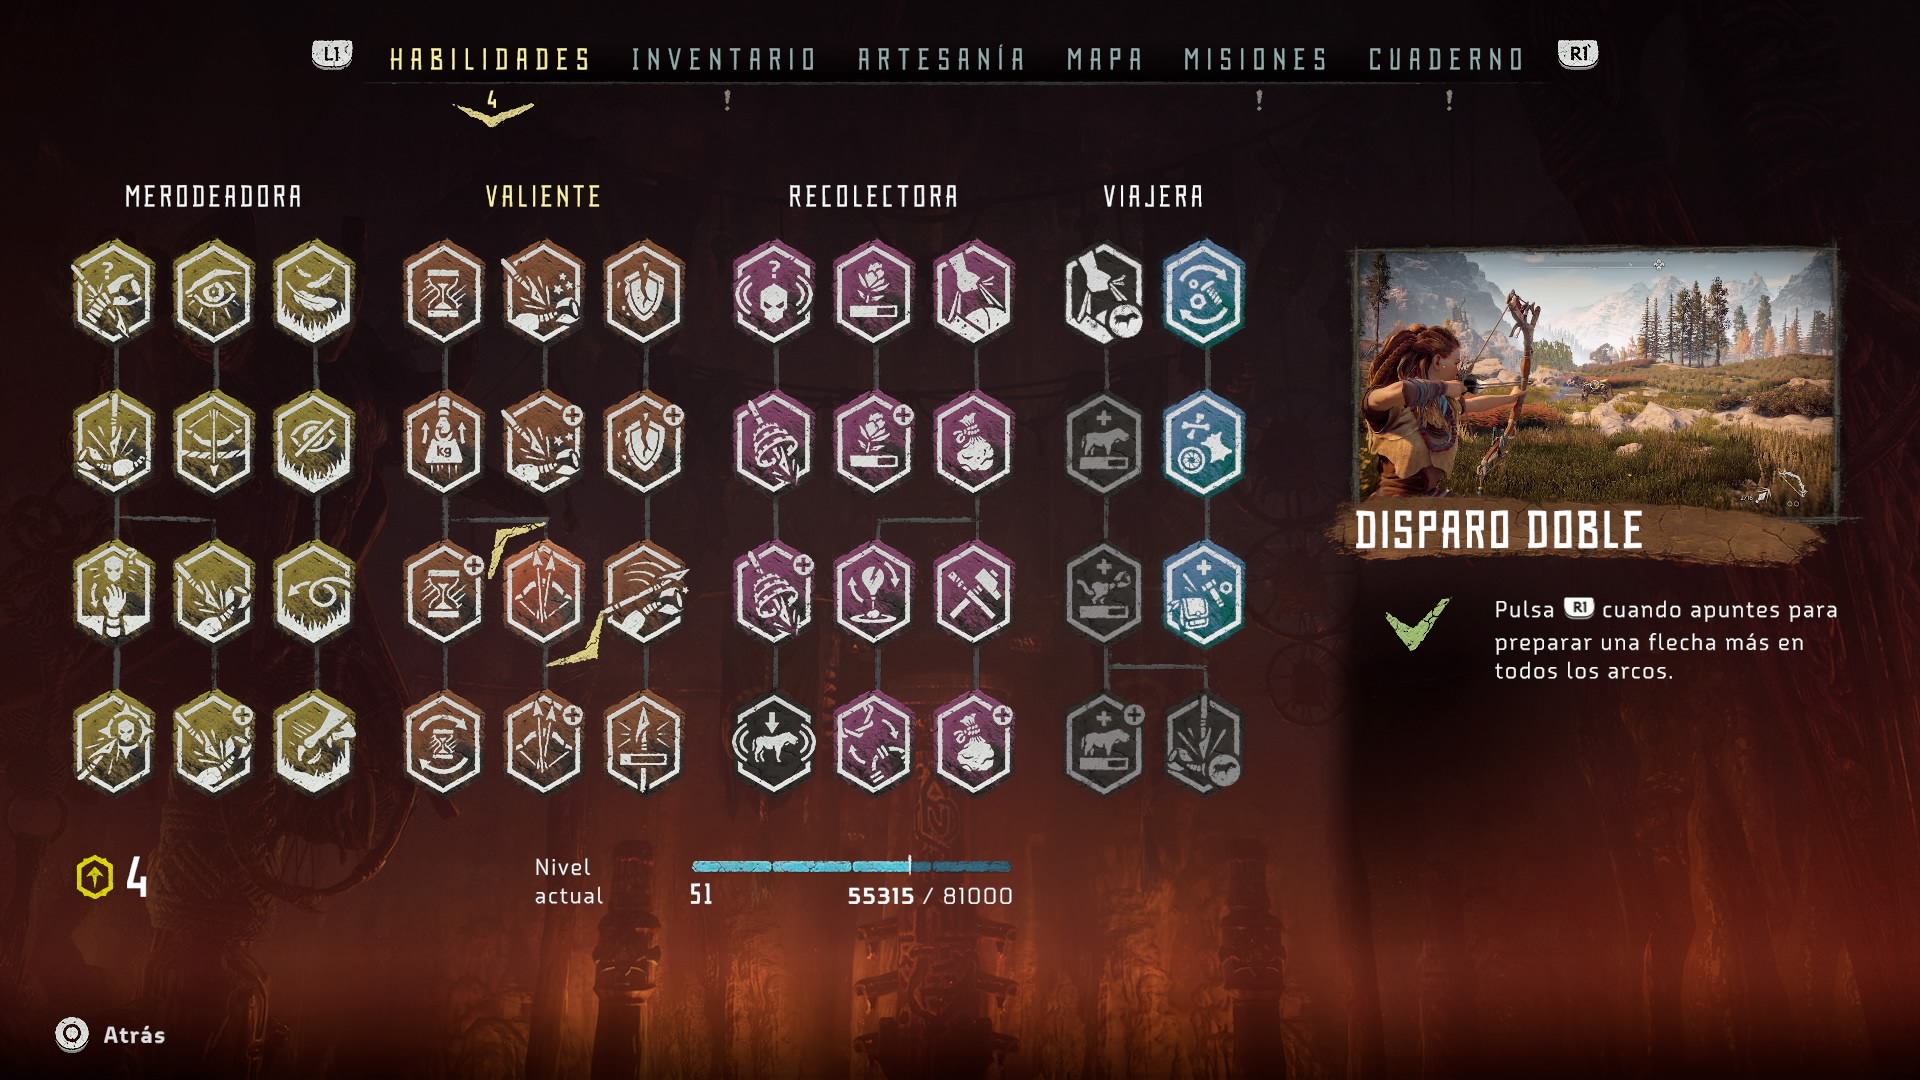 L1 HABILIDADES INVENTARIO ARTESANÍA MAPA MISIONES CUADERNO R1
4 ! ! !
MERODEADORA VALIENTE RECOLECTORA VIAJERA
? ?
+ + + +
kg
? + + +
+ + + + +
DISPARO DOBLE
Pulsa R1 cuando apuntes para
preparar una flecha más en
todos los arcos.
4
Nivel
actual
51 55315 / 81000
Atrás